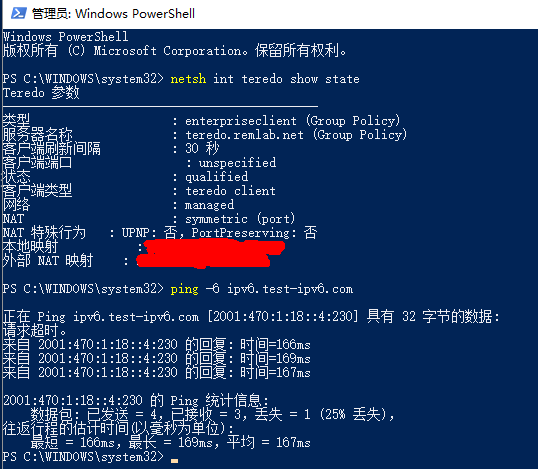 管理员: Windows PowerShell
Windows PowerShell
版权所有 (C) Microsoft Corporation。保留所有权利。
PS C:\WINDOWS\system32> netsh int teredo show state
Teredo 参数
---------------------------------------------
类型 : enterpriseclient (Group Policy)
服务器名称 : teredo.remlab.net (Group Policy)
客户端刷新间隔 : 30 秒
客户端端口 : unspecified
状态 : qualified
客户端类型 : teredo client
网络 : managed
NAT : symmetric (port)
NAT 特殊行为 : UPNP: 否, PortPreserving: 否
本地映射 :
外部 NAT 映射 :
PS C:\WINDOWS\system32> ping -6 ipv6.test-ipv6.com
正在 Ping ipv6.test-ipv6.com [2001:470:1:18::4:230] 具有 32 字节的数据:
请求超时。
来自 2001:470:1:18::4:230 的回复: 时间=166ms
来自 2001:470:1:18::4:230 的回复: 时间=169ms
来自 2001:470:1:18::4:230 的回复: 时间=167ms
2001:470:1:18::4:230 的 Ping 统计信息:
数据包: 已发送 = 4，已接收 = 3，丢失 = 1 (25% 丢失)，
往返行程的估计时间(以毫秒为单位):
最短 = 166ms，最长 = 169ms，平均 = 167ms
PS C:\WINDOWS\system32>